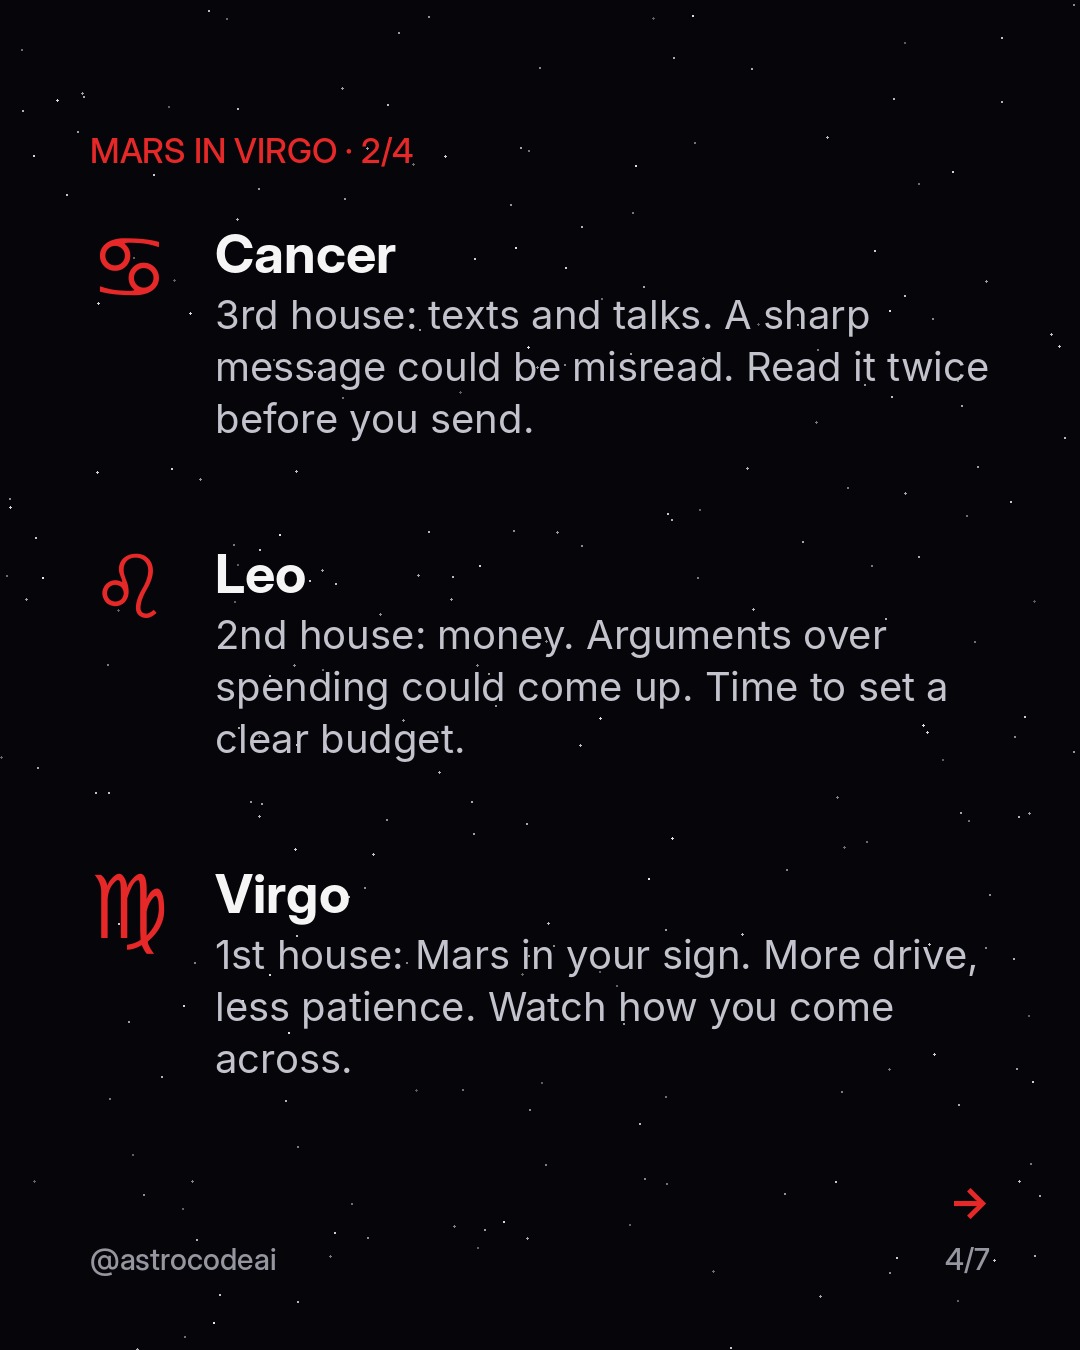 MARS IN VIRGO · 2/4
♋ Cancer
3rd house: texts and talks. A sharp
message could be misread. Read it twice
before you send.
♌ Leo
2nd house: money. Arguments over
spending could come up. Time to set a
clear budget.
♍ Virgo
1st house: Mars in your sign. More drive,
less patience. Watch how you come
across.
→
@astrocodeai
4/7